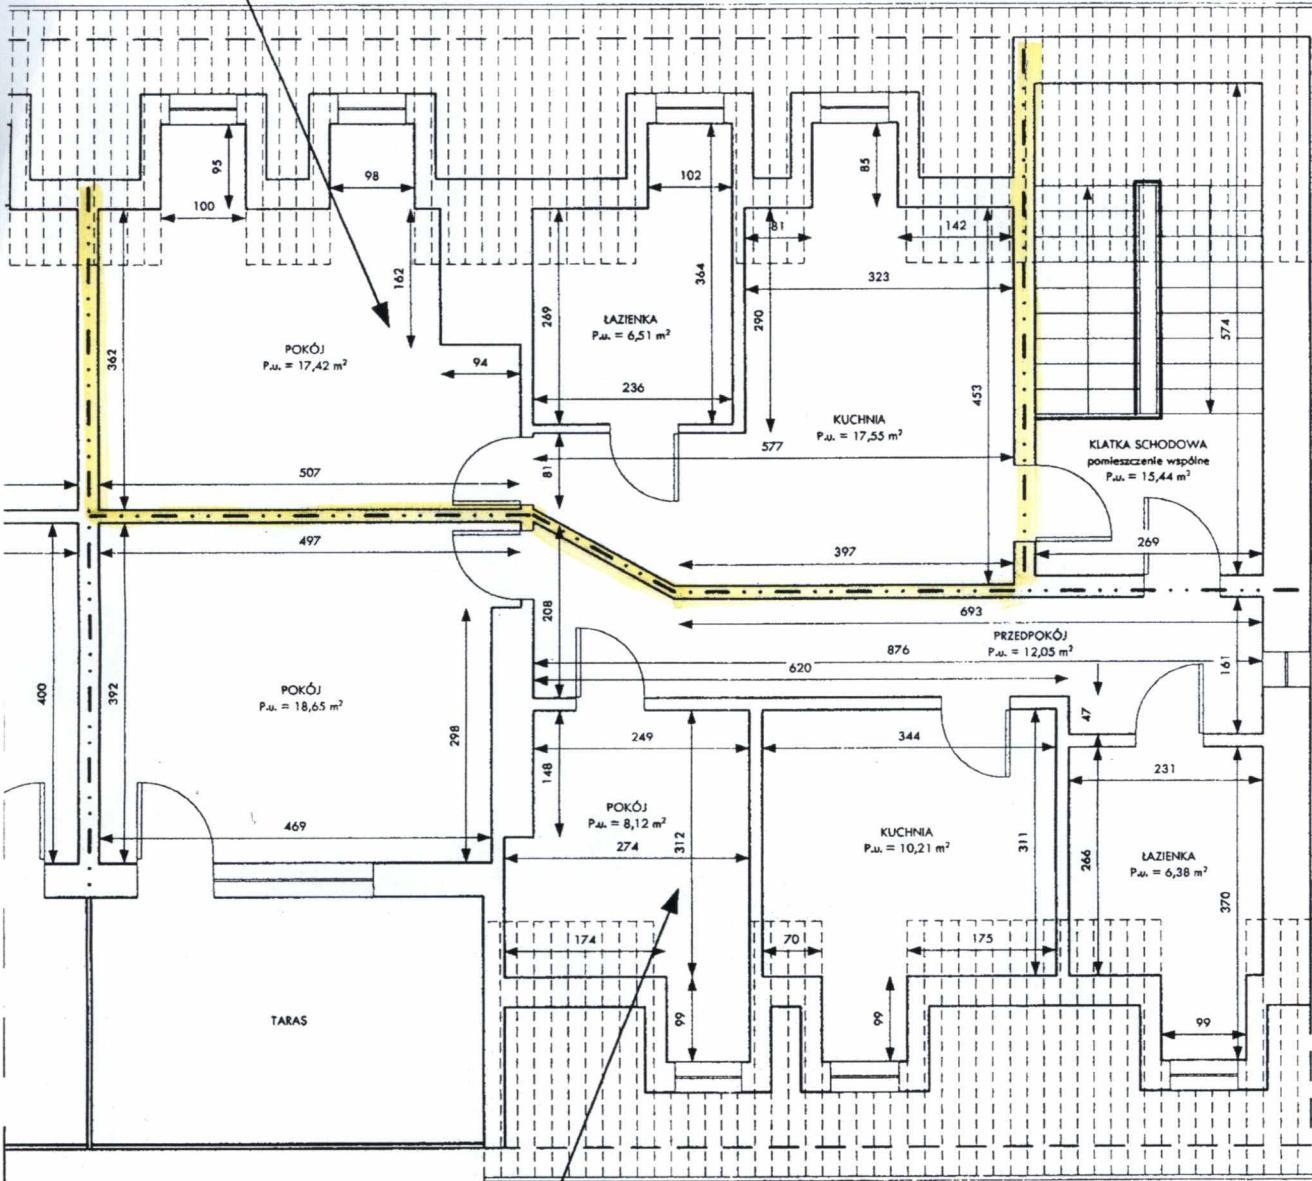 95
98
102
85
100
81
142
162
364
323
269
290
574
ŁAZIENKA
P.u. = 6,51 m²
POKÓJ
P.u. = 17,42 m²
362
94
236
453
KUCHNIA
P.u. = 17,55 m²
577
KLATKA SCHODOWA
pomieszczenie wspólne
P.u. = 15,44 m²
507
81
497
397
269
208
693
PRZEDPOKÓJ
P.u. = 12,05 m²
876
620
161
400
392
POKÓJ
P.u. = 18,65 m²
298
47
249
344
231
148
POKÓJ
P.u. = 8,12 m²
312
KUCHNIA
P.u. = 10,21 m²
311
469
274
266
ŁAZIENKA
P.u. = 6,38 m²
370
174
70
175
TARAS
99
99
99